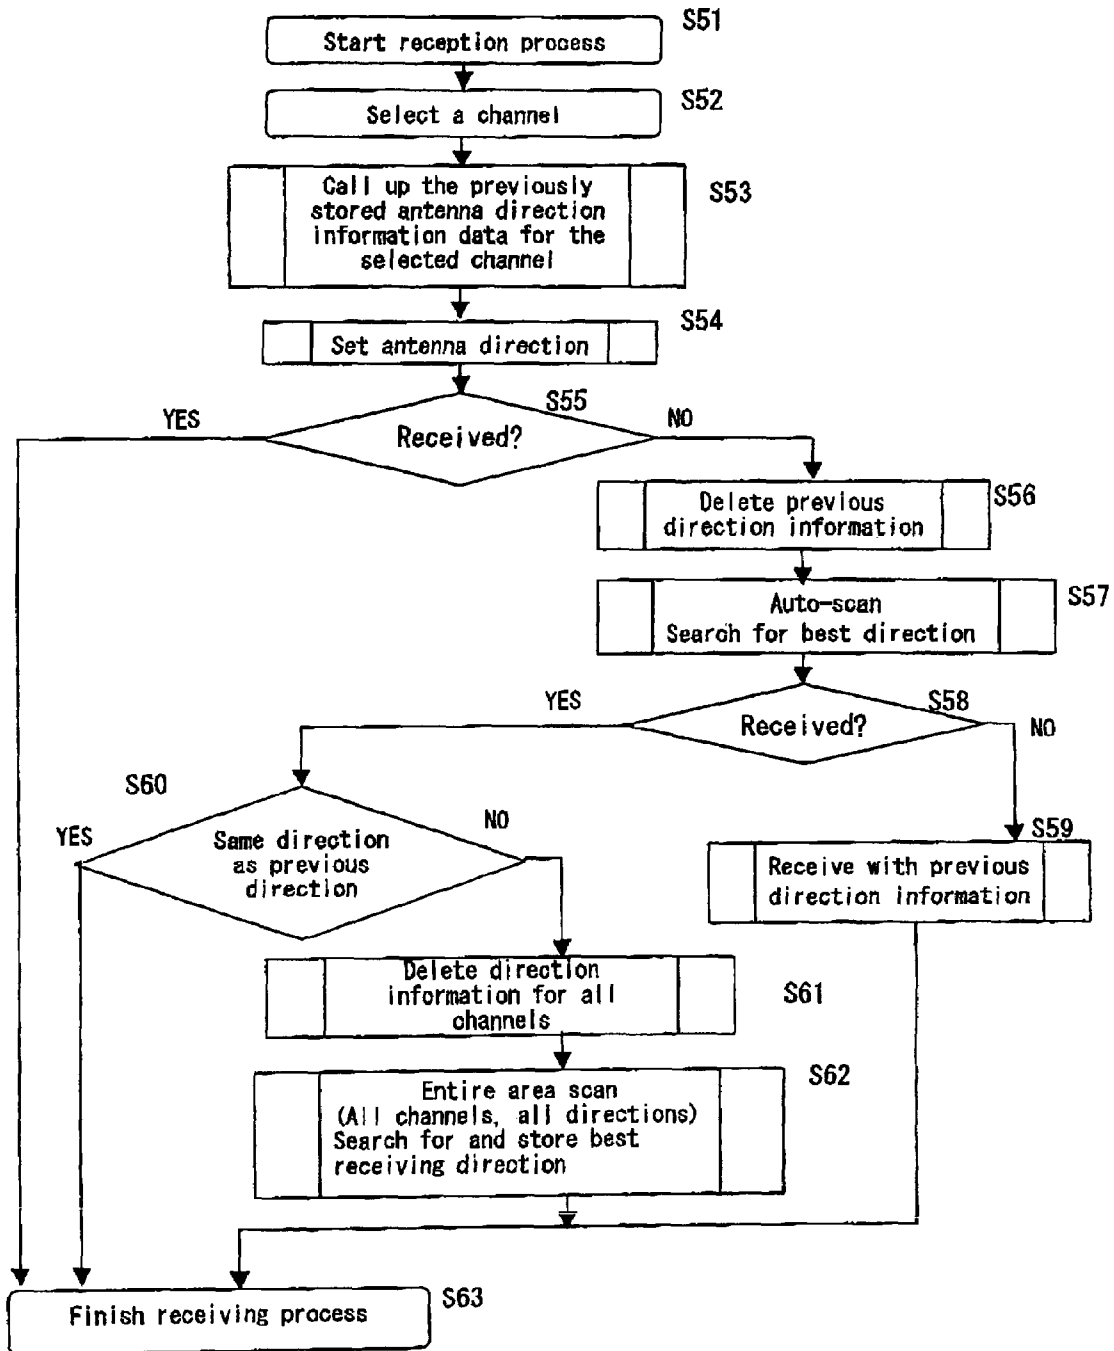 Start reception process
S51
Select a channel
S52
Call up the previously
stored antenna direction
information data for the
selected channel
S53
Set antenna direction
S54
S55
YES
Received?
NO
Delete previous
direction information
S56
Auto-scan
Search for best direction
S57
YES
S58
Received?
NO
S60
YES
Same direction
as previous
direction
NO
S59
Receive with previous
direction information
Delete direction
information for all
channels
S61
Entire area scan
(All channels, all directions)
Search for and store best
receiving direction
S62
Finish receiving process
S63